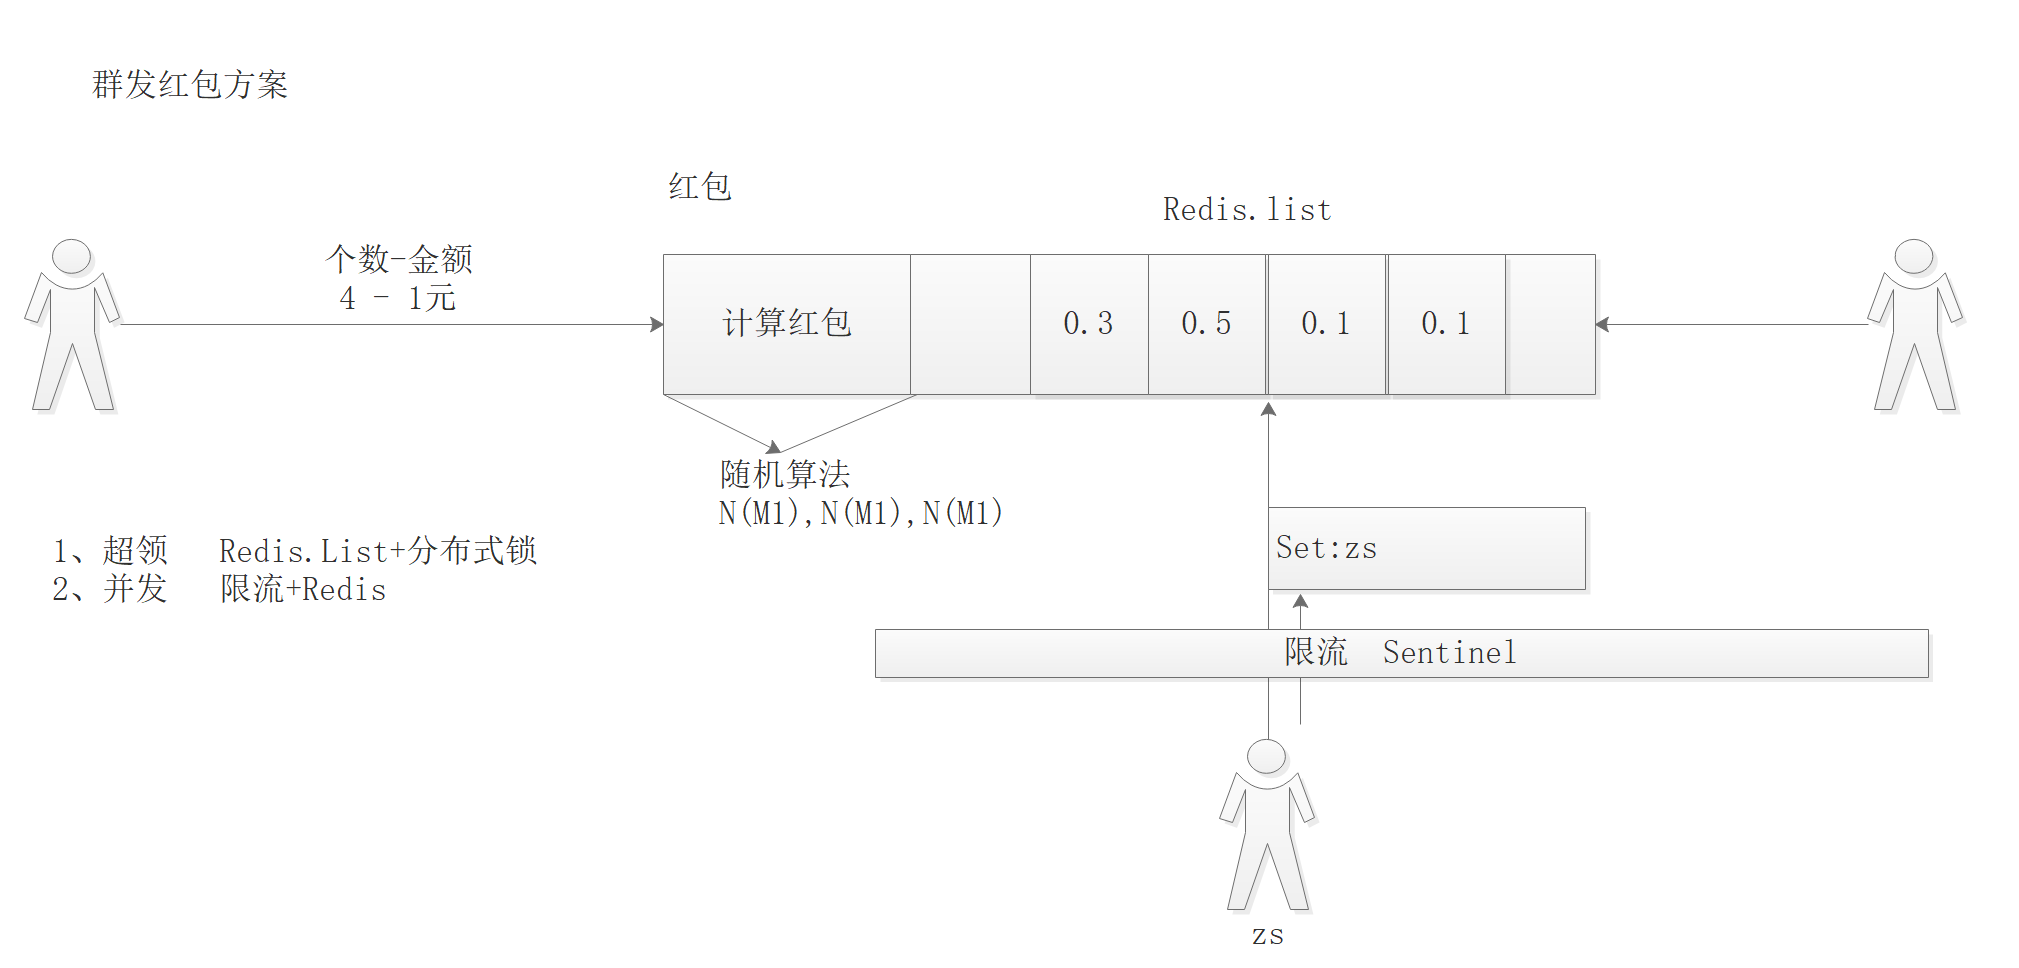 群发红包方案
红包
Redis.list
个数-金额
4 - 1元
计算红包
0.3
0.5
0.1
0.1
随机算法
N(M1),N(M1),N(M1)
1、超领 Redis.List+分布式锁
2、并发 限流+Redis
Set:zs
限流 Sentinel
zs